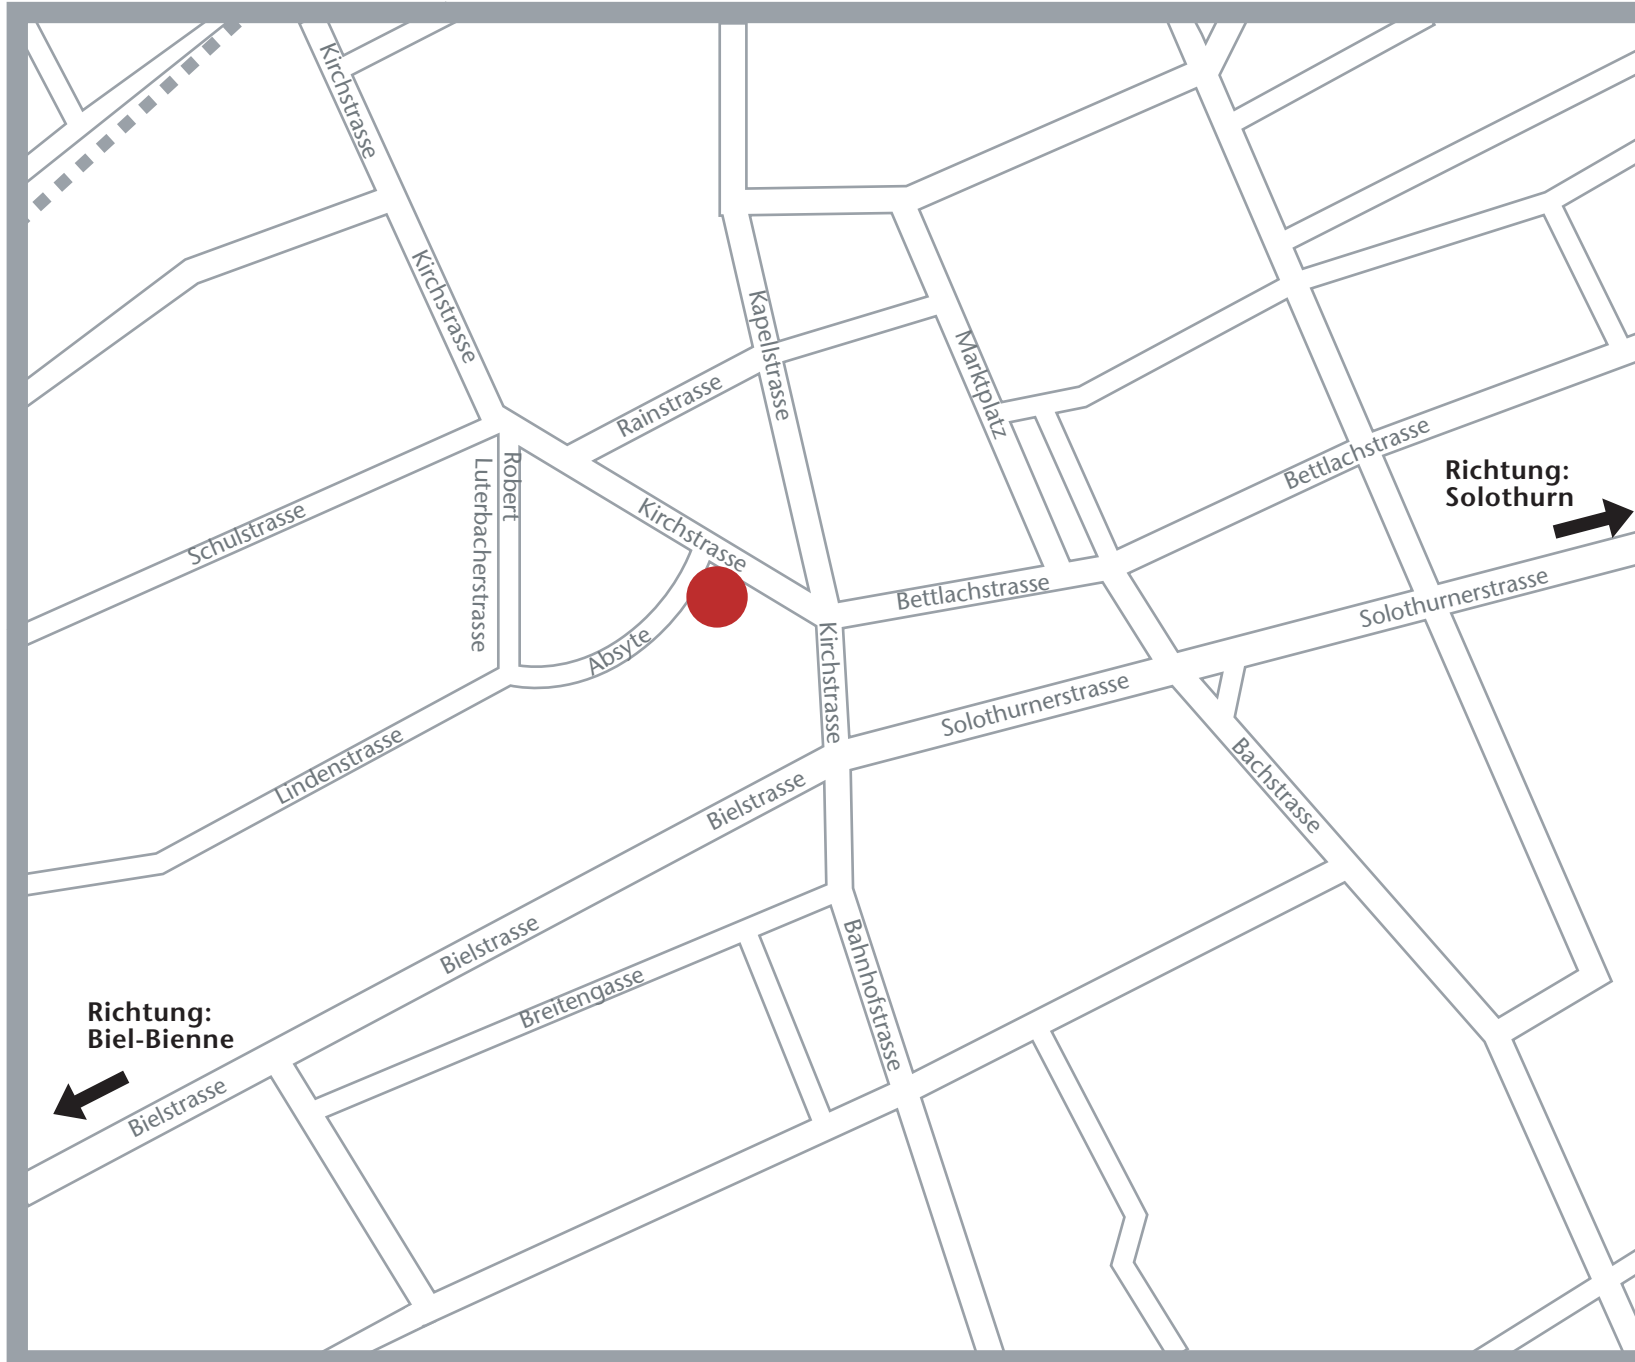 Kirchstrasse
Kirchstrasse
Kapellstrasse
Marktplatz
Rainstrasse
Bettlachstrasse
Richtung:
Solothurn
Robert
Luterbacherstrasse
Schulstrasse
Kirchstrasse
Bettlachstrasse
Solothurnerstrasse
Absyte
Kirchstrasse
Solothurnerstrasse
Lindenstrasse
Bielstrasse
Bachstrasse
Bielstrasse
Breitengasse
Bahnhofstrasse
Richtung:
Biel-Bienne
Bielstrasse